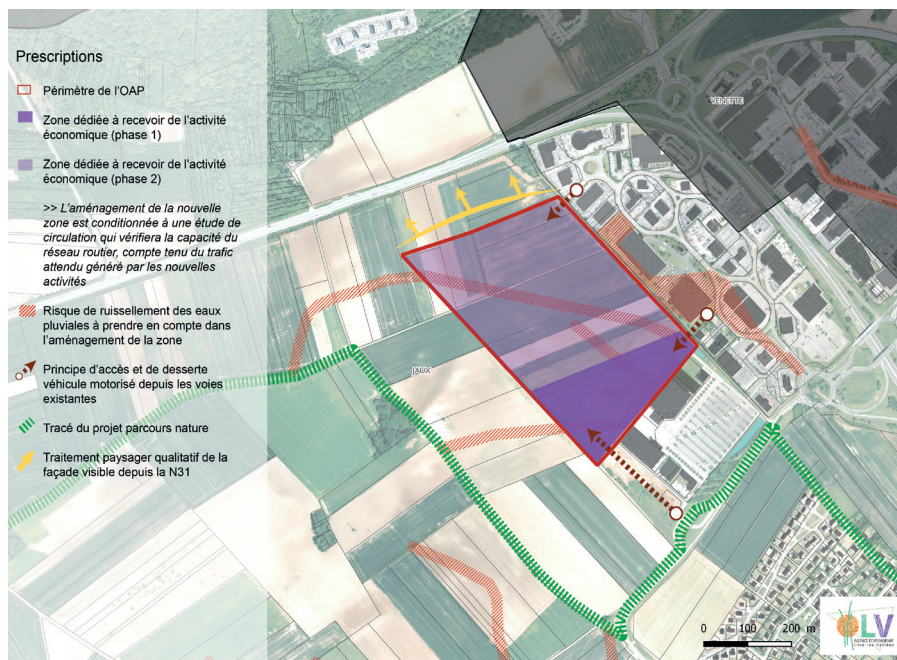 Prescriptions
Périmètre de l'OAP
Zone dédiée à recevoir de l'activité
économique (phase 1)
Zone dédiée à recevoir de l'activité
économique (phase 2)
>> L'aménagement de la nouvelle
zone est conditionnée à une étude de
circulation qui vérifiera la capacité du
réseau routier, compte tenu du trafic
attendu généré par les nouvelles
activités
Risque de ruissellement des eaux
pluviales à prendre en compte dans
l'aménagement de la zone
Principe d'accès et de desserte
véhicule motorisé depuis les voies
existantes
Tracé du projet parcours nature
Traitement paysager qualitatif de la
façade visible depuis la N31
VENETTE
JAUX
0 100 200 m
OLV
AGENCE D'URBANISME